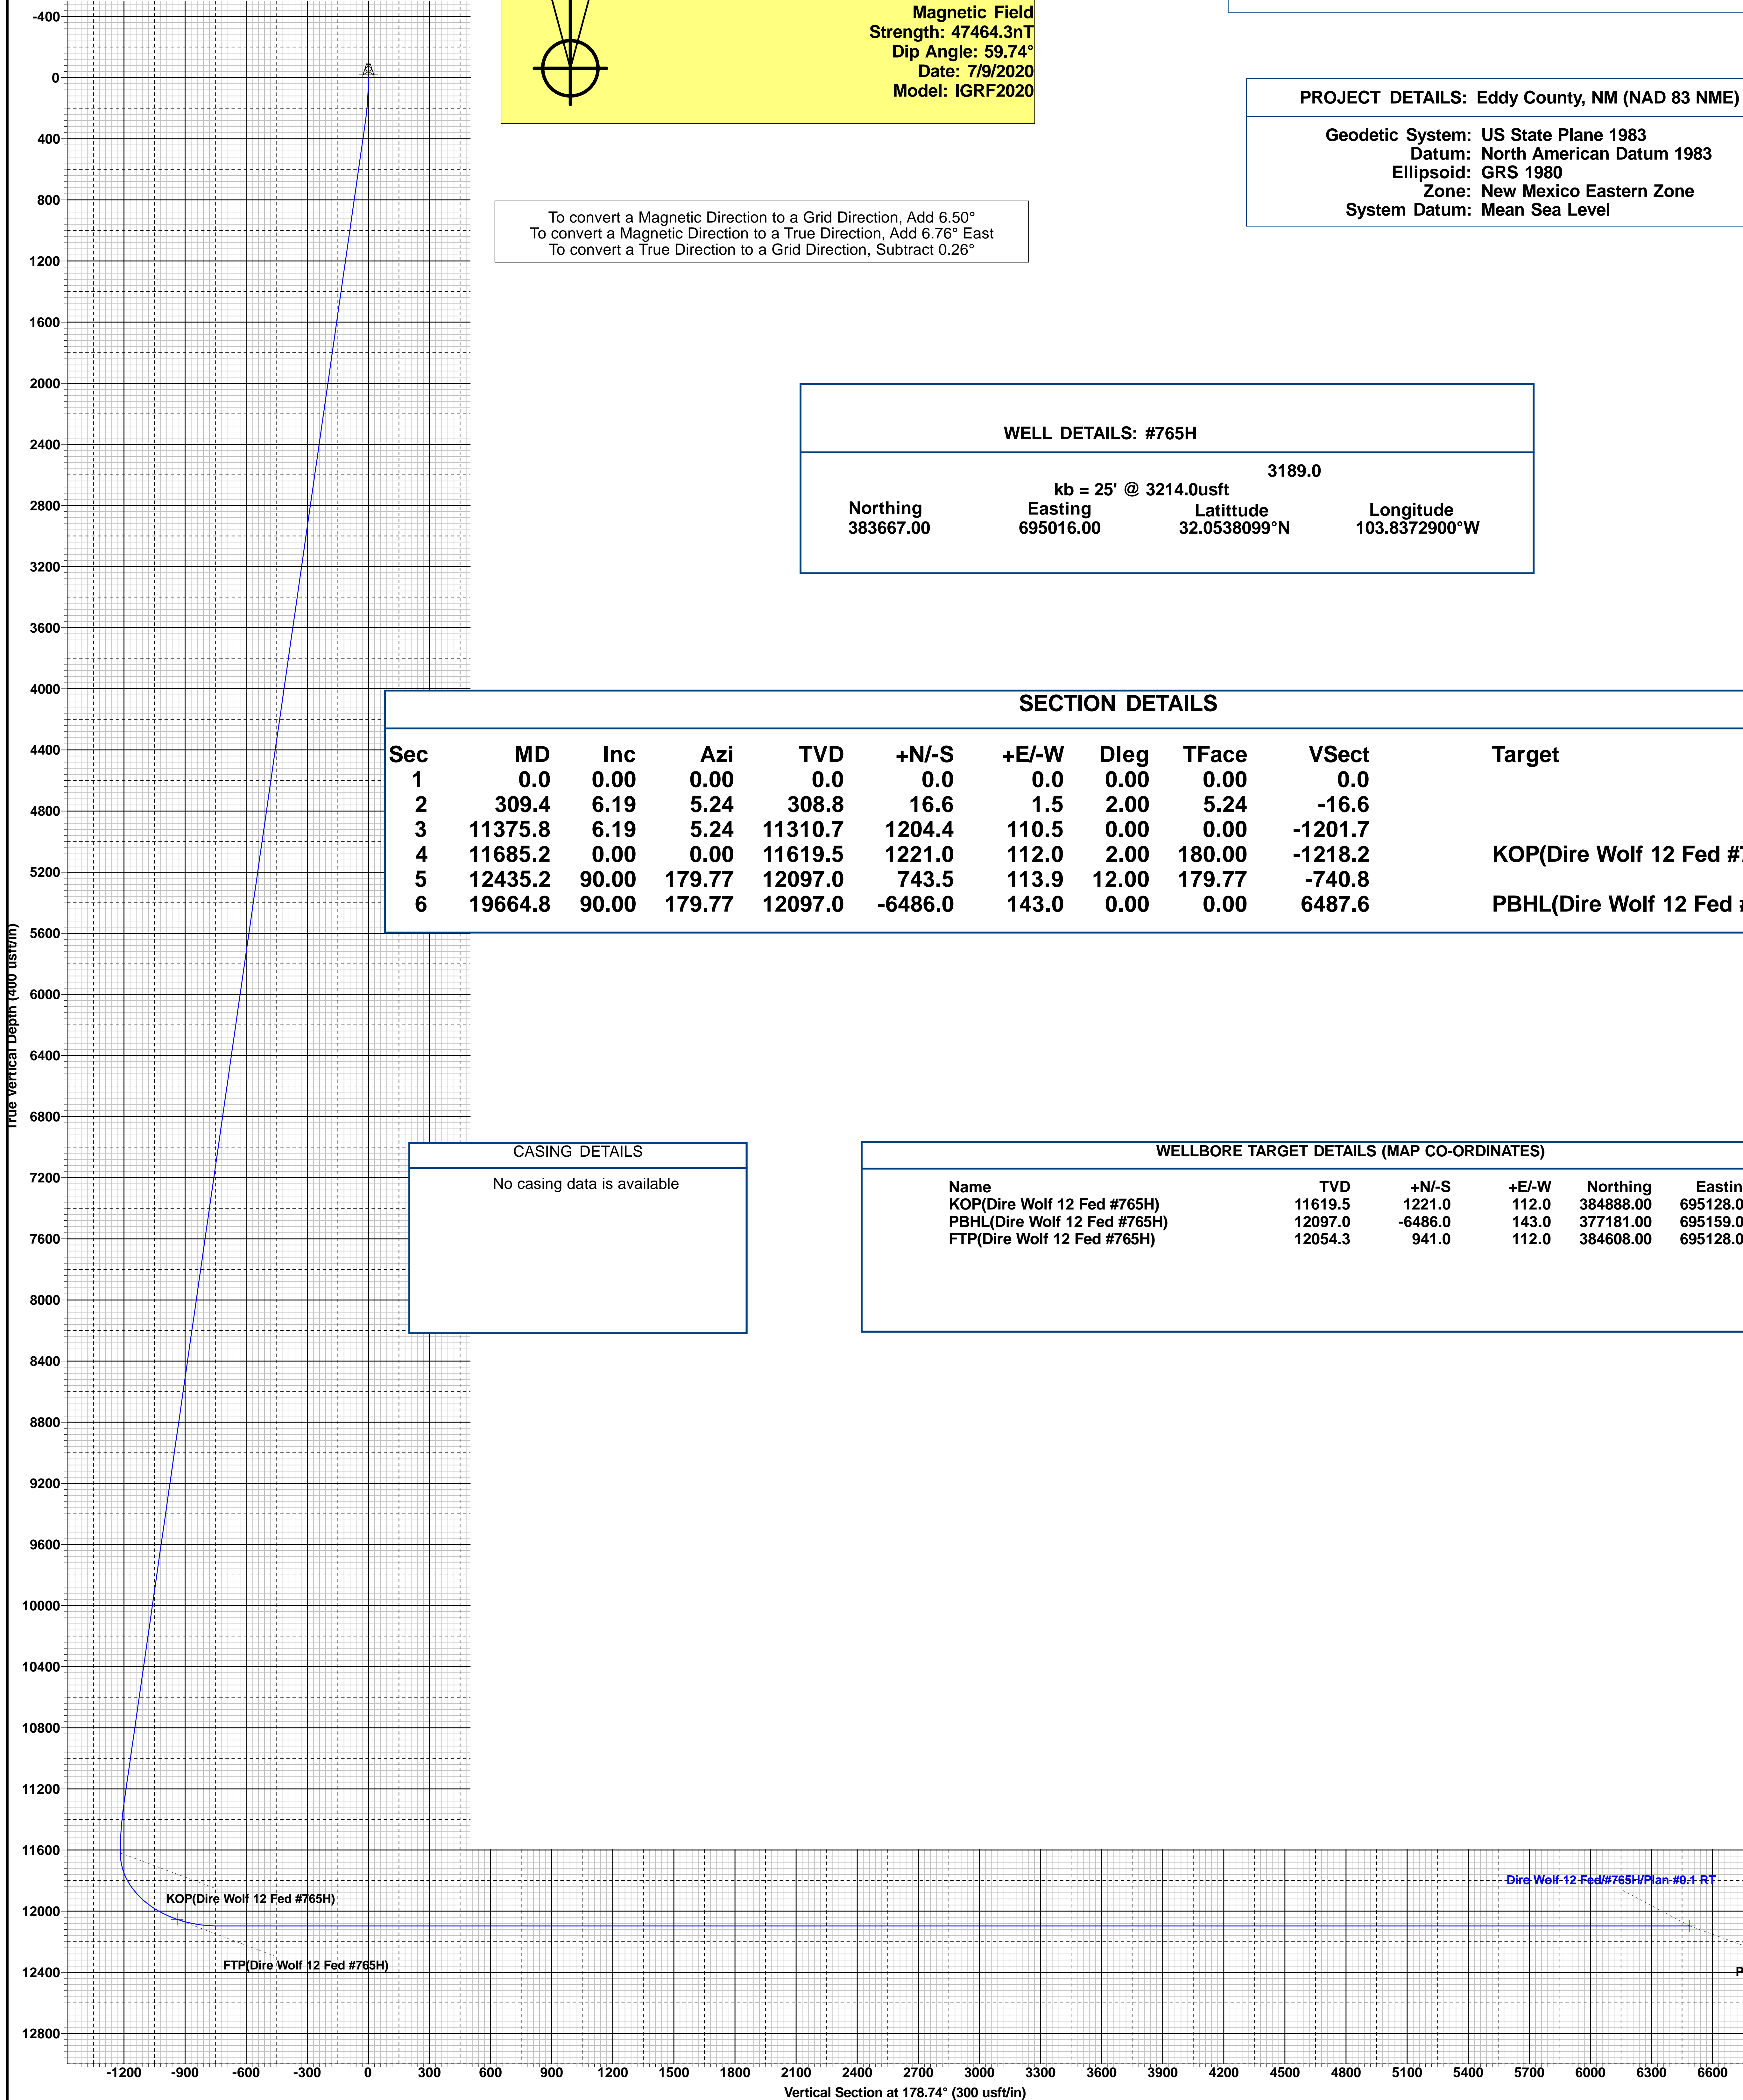 Magnetic Field
Strength: 47464.3nT
Dip Angle: 59.74°
Date: 7/9/2020
Model: IGRF2020
PROJECT DETAILS: Eddy County, NM (NAD 83 NME)
Geodetic System: US State Plane 1983
Datum: North American Datum 1983
Ellipsoid: GRS 1980
Zone: New Mexico Eastern Zone
System Datum: Mean Sea Level
To convert a Magnetic Direction to a Grid Direction, Add 6.50°
To convert a Magnetic Direction to a True Direction, Add 6.76° East
To convert a True Direction to a Grid Direction, Subtract 0.26°
WELL DETAILS: #765H
3189.0
kb = 25' @ 3214.0usft
Northing Easting Latittude Longitude
383667.00 695016.00 32.0538099°N 103.8372900°W
SECTION DETAILS
Sec MD Inc Azi TVD +N/-S +E/-W Dleg TFace VSect Target
1 0.0 0.00 0.00 0.0 0.0 0.0 0.00 0.00 0.0
2 309.4 6.19 5.24 308.8 16.6 1.5 2.00 5.24 -16.6
3 11375.8 6.19 5.24 11310.7 1204.4 110.5 0.00 0.00 -1201.7
4 11685.2 0.00 0.00 11619.5 1221.0 112.0 2.00 180.00 -1218.2 KOP(Dire Wolf 12 Fed
5 12435.2 90.00 179.77 12097.0 743.5 113.9 12.00 179.77 -740.8
6 19664.8 90.00 179.77 12097.0 -6486.0 143.0 0.00 0.00 6487.6 PBHL(Dire Wolf 12 Fed
CASING DETAILS
No casing data is available
WELLBORE TARGET DETAILS (MAP CO-ORDINATES)
Name TVD +N/-S +E/-W Northing Eastin
KOP(Dire Wolf 12 Fed #765H) 11619.5 1221.0 112.0 384888.00 695128.0
PBHL(Dire Wolf 12 Fed #765H) 12097.0 -6486.0 143.0 377181.00 695159.0
FTP(Dire Wolf 12 Fed #765H) 12054.3 941.0 112.0 384608.00 695128.0
True Vertical Depth (400 usft/in)
-400
0
400
800
1200
1600
2000
2400
2800
3200
3600
4000
4400
4800
5200
5600
6000
6400
6800
7200
7600
8000
8400
8800
9200
9600
10000
10400
10800
11200
11600
12000
12400
12800
Dire Wolf 12 Fed/#765H/Plan #0.1 RT
KOP(Dire Wolf 12 Fed #765H)
FTP(Dire Wolf 12 Fed #765H)
P
-1200 -900 -600 -300 0 300 600 900 1200 1500 1800 2100 2400 2700 3000 3300 3600 3900 4200 4500 4800 5100 5400 5700 6000 6300 6600
Vertical Section at 178.74° (300 usft/in)